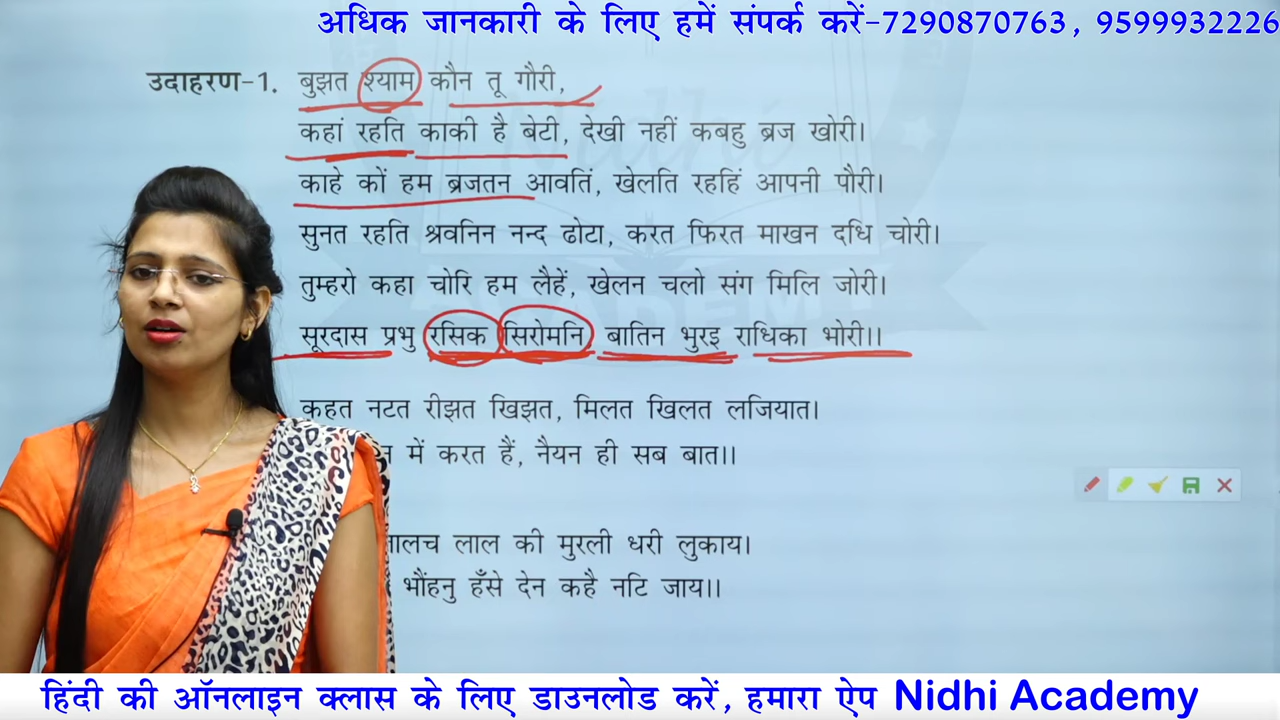 अधिक जानकारी के लिए हमें संपर्क करें-7290870763, 9599932226
उदाहरण-1. बुझत श्याम कौन तू गौरी,
कहां रहति काकी है बेटी, देखी नहीं कबहु ब्रज खोरी।
काहे कों हम ब्रजतन आवतिं, खेलति रहहिं आपनी पौरी।
सुनत रहति श्रवनिन नन्द ढोटा, करत फिरत माखन दधि चोरी।
तुम्हरो कहा चोरि हम लैहें, खेलन चलो संग मिलि जोरी।
सूरदास प्रभु रसिक सिरोमनि बातिन भुरइ राधिका भोरी।।
कहत नटत रीझत खिझत, मिलत खिलत लजियात।
में करत हैं, नैयन ही सब बात।।
लाल की मुरली धरी लुकाय।
भौंहनु हँसे देन कहै नटि जाय।।
हिंदी की ऑनलाइन क्लास के लिए डाउनलोड करें, हमारा ऐप Nidhi Academy